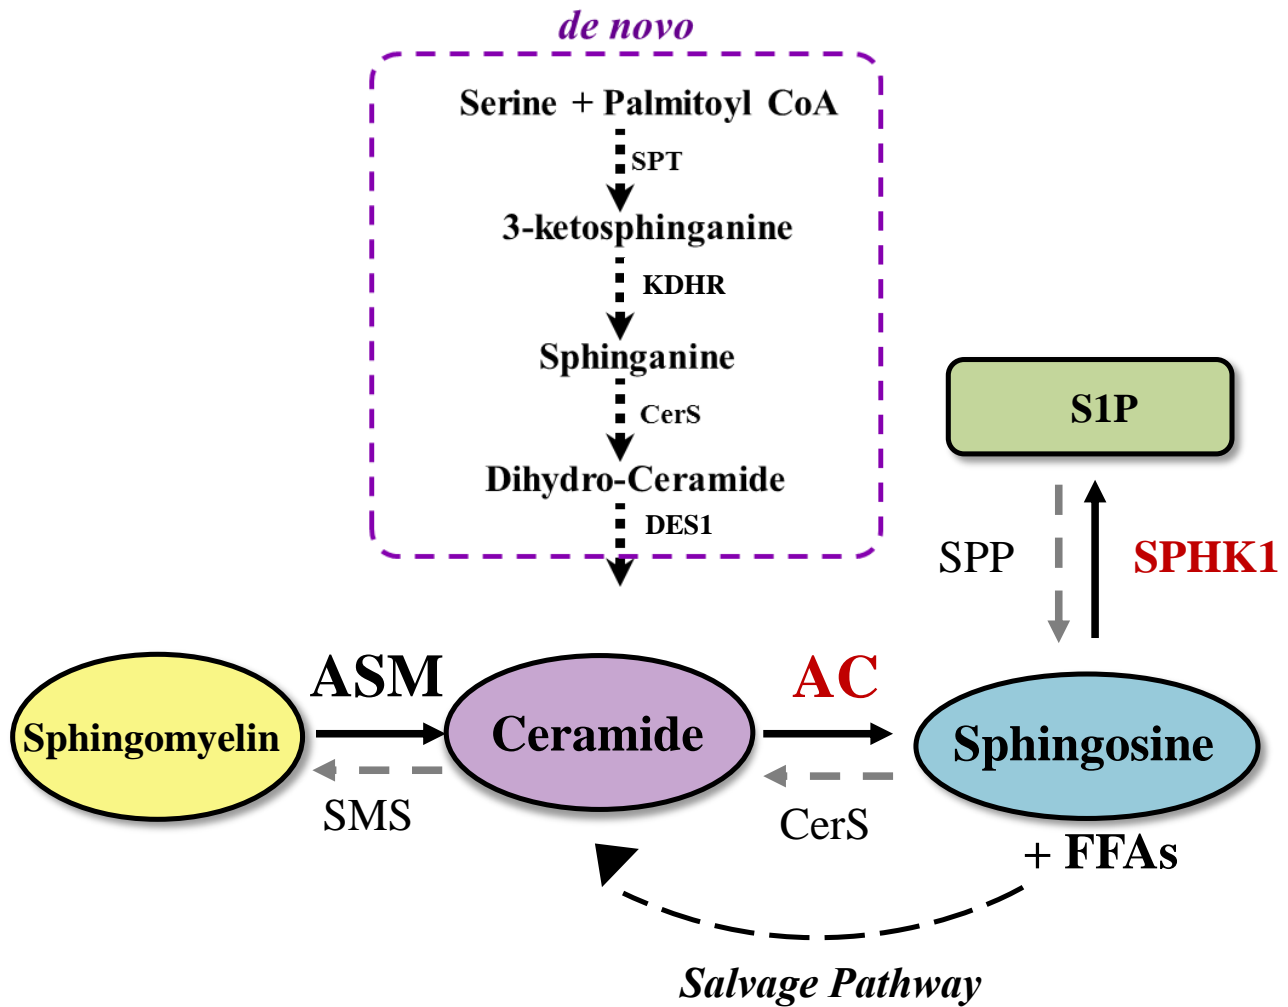 de novo
Serine + Palmitoyl CoA
SPT
3-ketosphinganine
KDHR
Sphinganine
CerS
Dihydro-Ceramide
DES1
S1P
SPP
SPHK1
ASM
AC
Sphingomyelin
Ceramide
Sphingosine
SMS
CerS
+ FFAs
Salvage Pathway